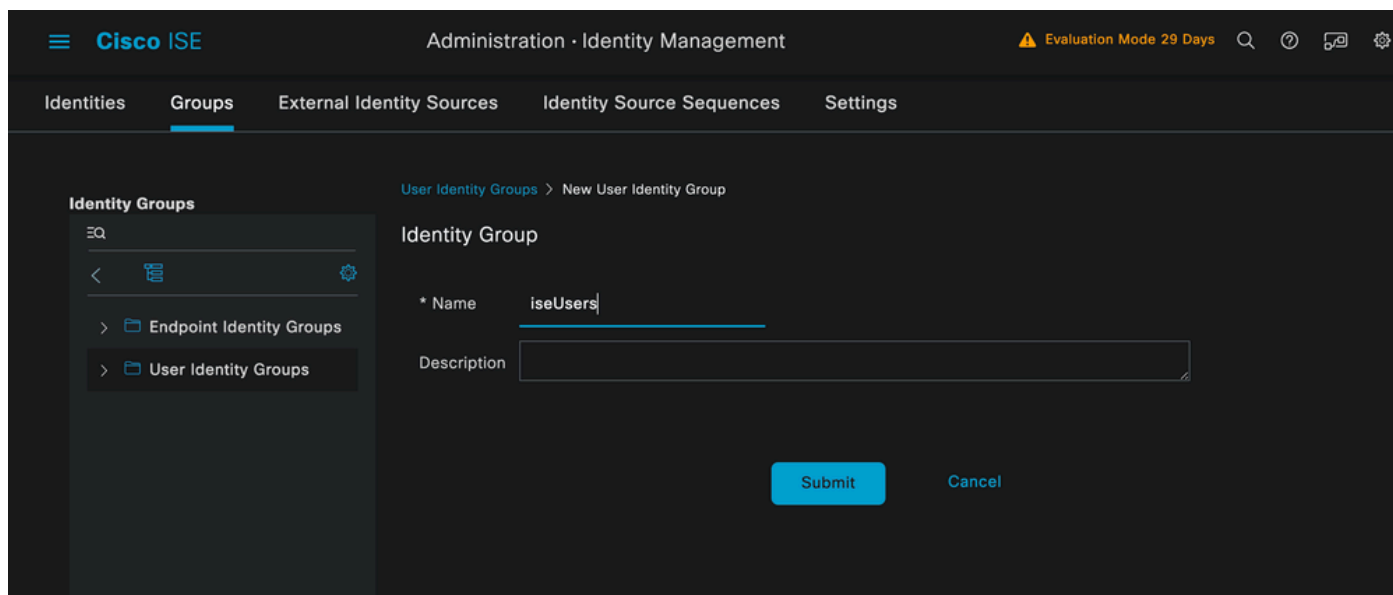 Cisco ISE
Administration · Identity Management
Evaluation Mode 29 Days
Identities Groups External Identity Sources Identity Source Sequences Settings
Identity Groups
Endpoint Identity Groups
User Identity Groups
User Identity Groups > New User Identity Group
Identity Group
* Name iseUsers
Description
Submit Cancel